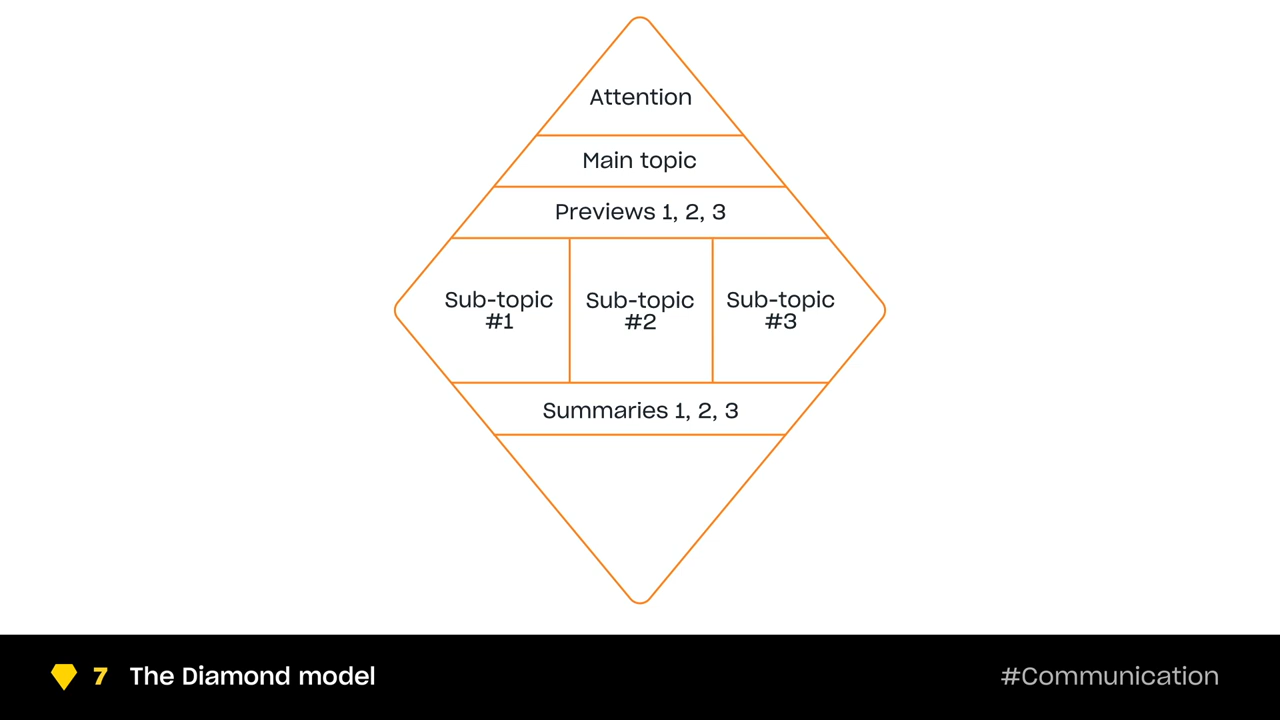 Attention
Main topic
Previews 1, 2, 3
Sub-topic
#1
Sub-topic
#2
Sub-topic
#3
Summaries 1, 2, 3
7 The Diamond model
#Communication